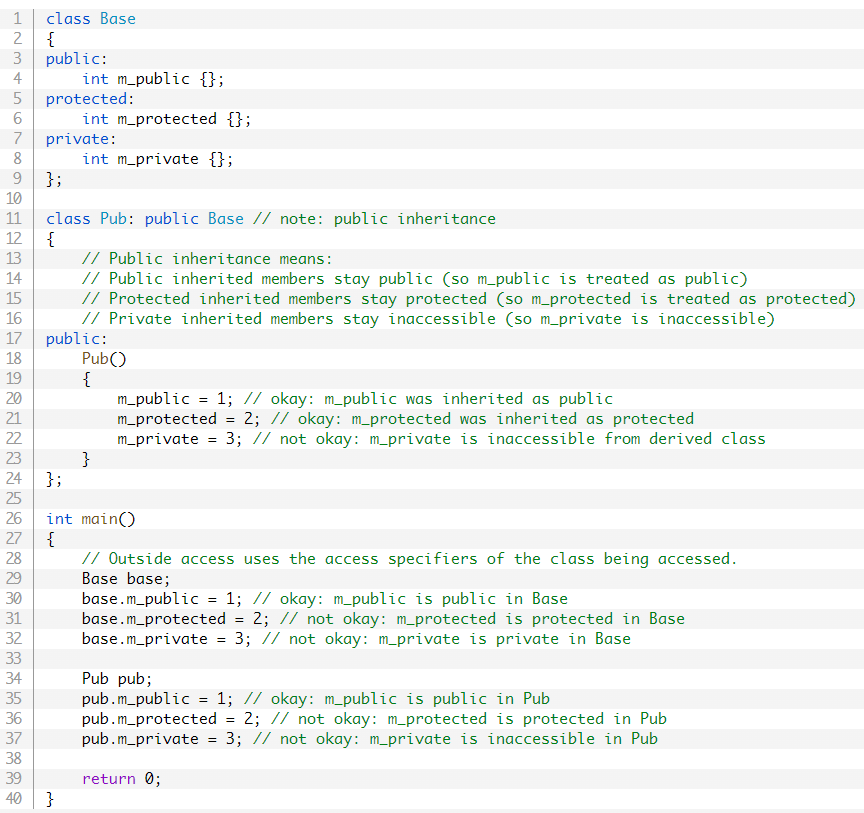 1 class Base
2 {
3 public:
4     int m_public {};
5 protected:
6     int m_protected {};
7 private:
8     int m_private {};
9 };
10
11 class Pub: public Base // note: public inheritance
12 {
13     // Public inheritance means:
14     // Public inherited members stay public (so m_public is treated as public)
15     // Protected inherited members stay protected (so m_protected is treated as protected)
16     // Private inherited members stay inaccessible (so m_private is inaccessible)
17 public:
18     Pub()
19     {
20         m_public = 1; // okay: m_public was inherited as public
21         m_protected = 2; // okay: m_protected was inherited as protected
22         m_private = 3; // not okay: m_private is inaccessible from derived class
23     }
24 };
25
26 int main()
27 {
28     // Outside access uses the access specifiers of the class being accessed.
29     Base base;
30     base.m_public = 1; // okay: m_public is public in Base
31     base.m_protected = 2; // not okay: m_protected is protected in Base
32     base.m_private = 3; // not okay: m_private is private in Base
33
34     Pub pub;
35     pub.m_public = 1; // okay: m_public is public in Pub
36     pub.m_protected = 2; // not okay: m_protected is protected in Pub
37     pub.m_private = 3; // not okay: m_private is inaccessible in Pub
38
39     return 0;
40 }